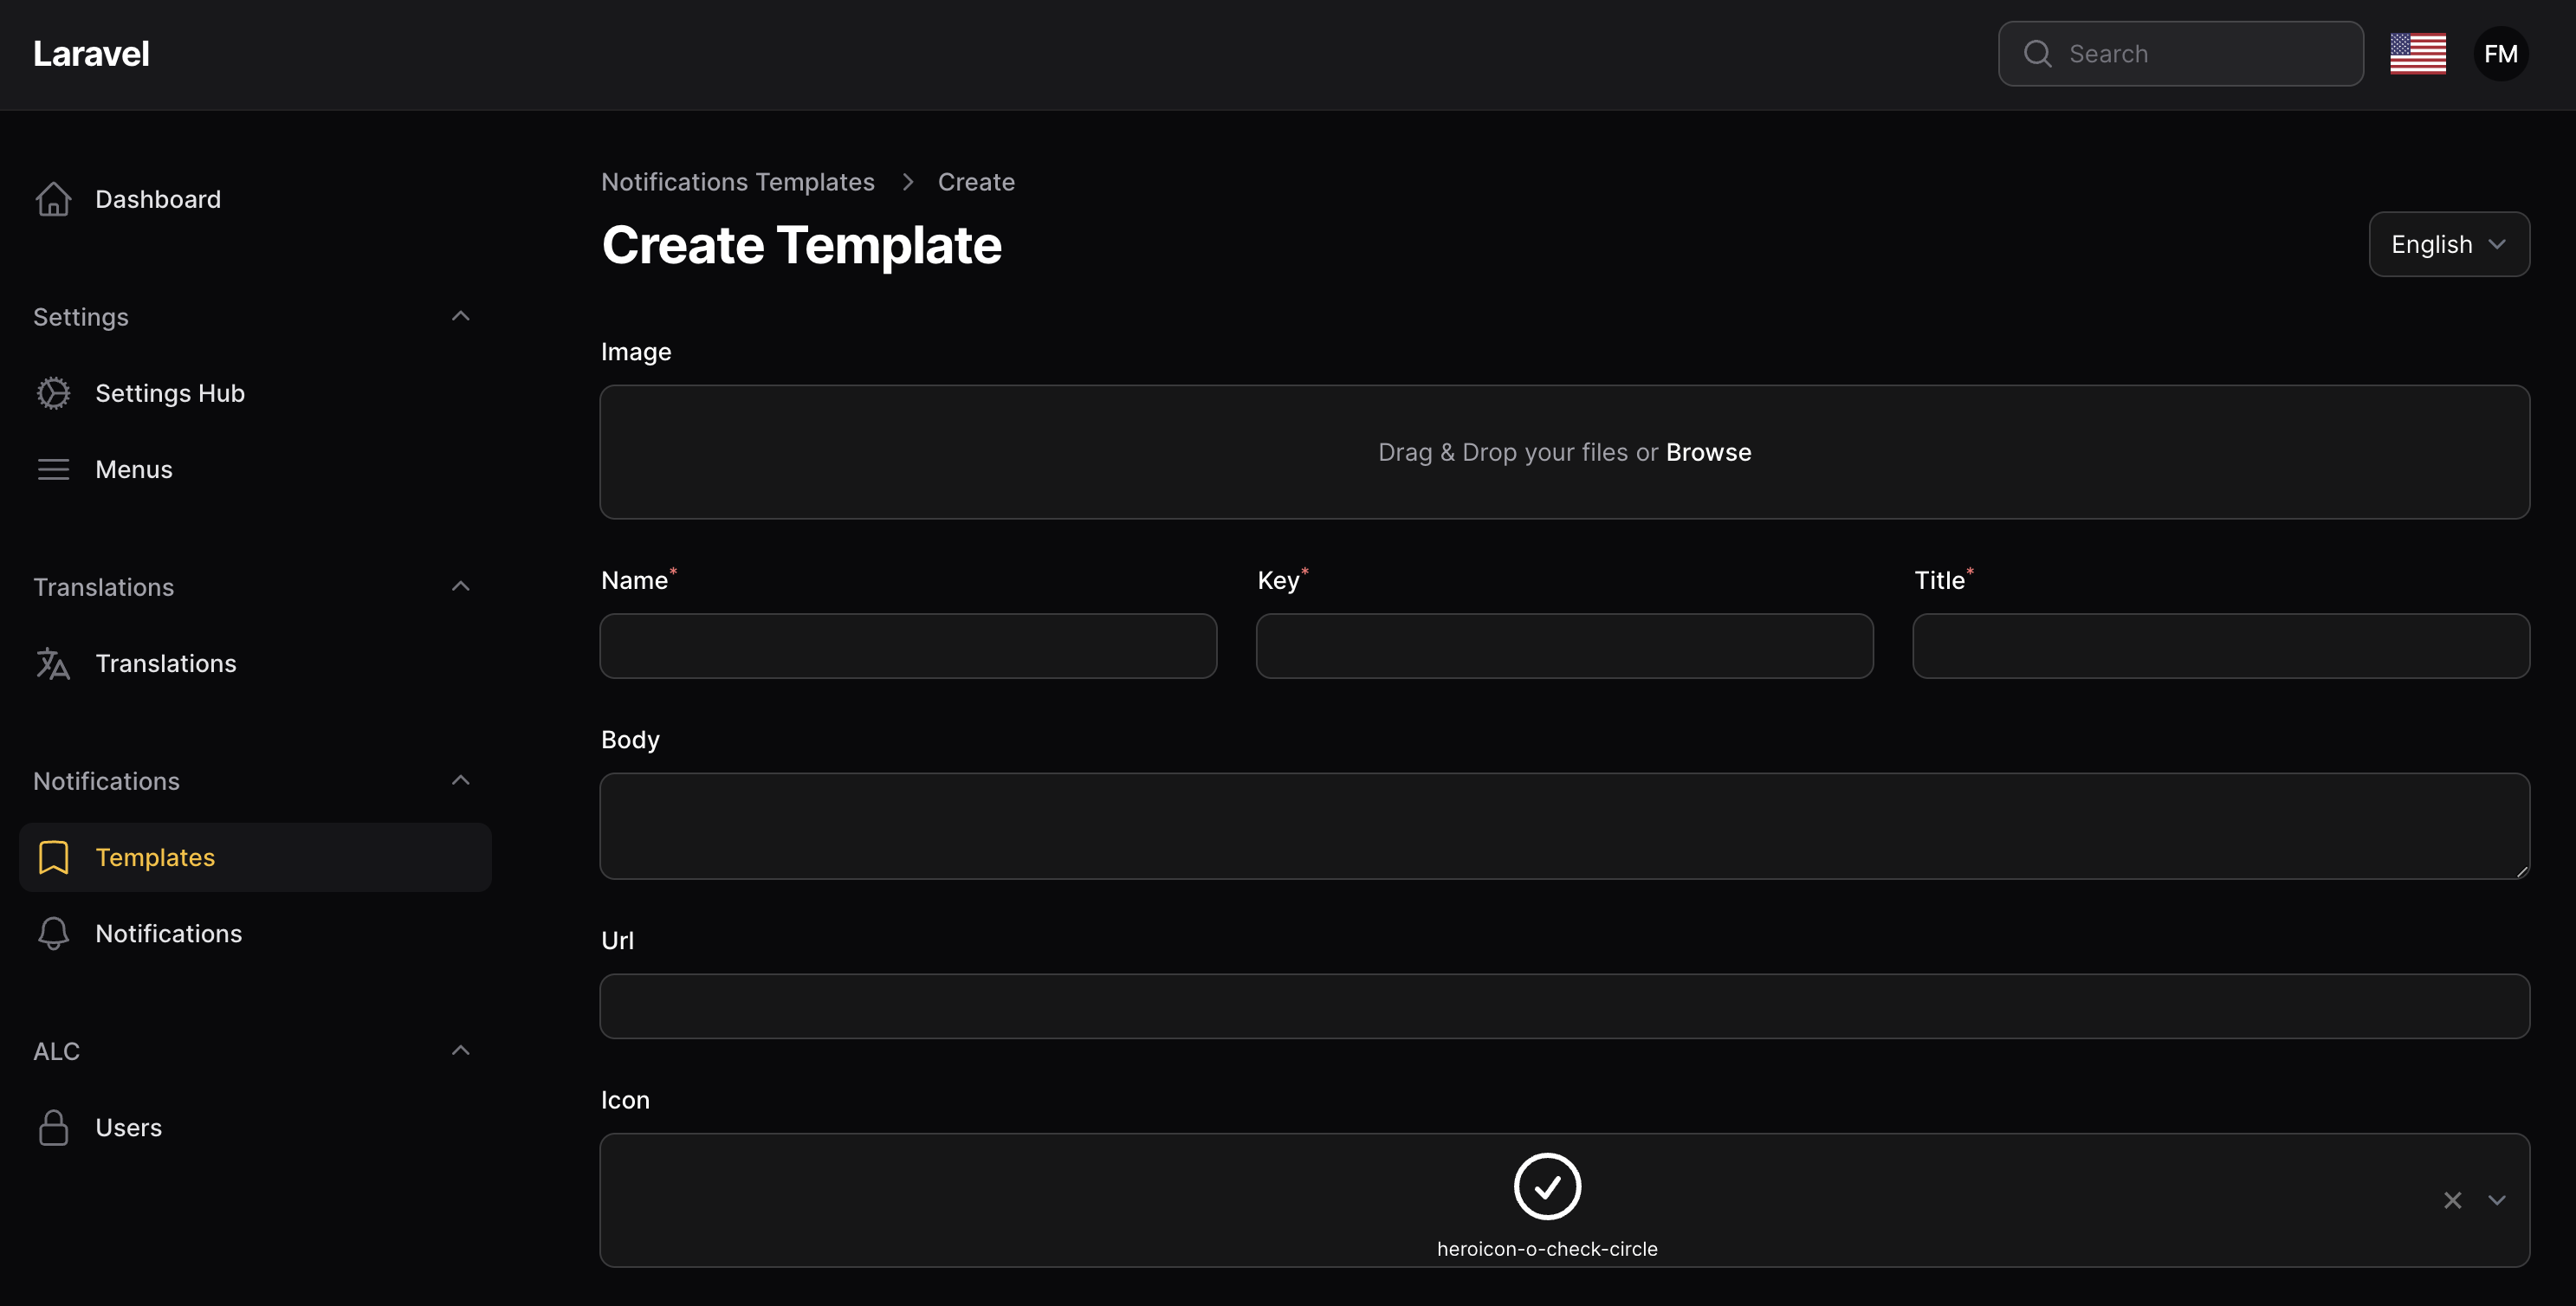 Laravel
Search
FM
Dashboard
Settings
Settings Hub
Menus
Translations
Translations
Notifications
Templates
Notifications
ALC
Users
Notifications Templates > Create
Create Template
English
Image
Drag & Drop your files or Browse
Name* Key* Title*
Body
Url
Icon
heroicon-o-check-circle